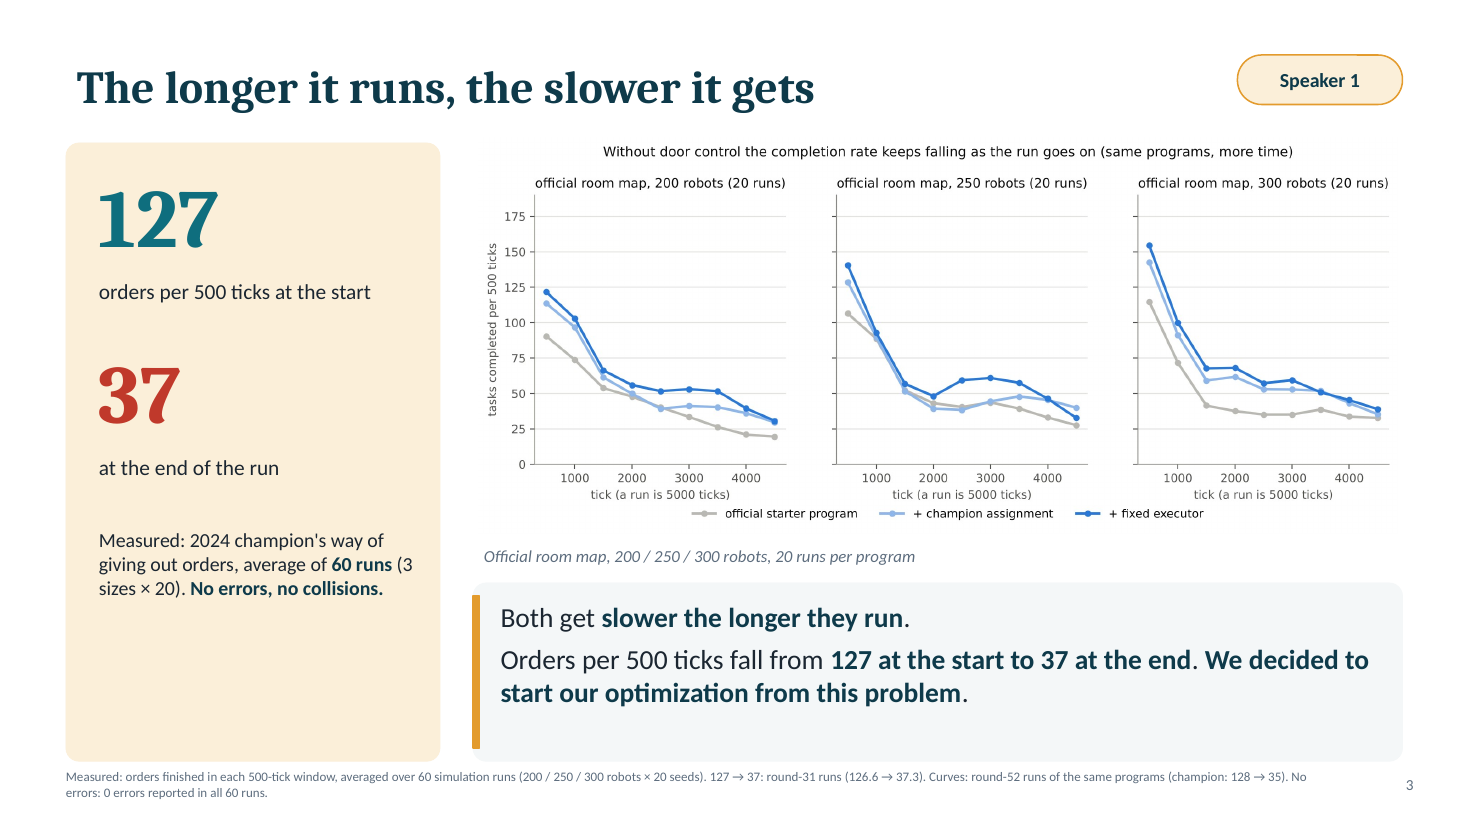 The longer it runs, the slower it gets
Speaker 1
127
orders per 500 ticks at the start
37
at the end of the run
Measured: 2024 champion's way of
giving out orders, average of 60 runs (3
sizes × 20). No errors, no collisions.
Without door control the completion rate keeps falling as the run goes on (same programs, more time)
official room map, 200 robots (20 runs)
official room map, 250 robots (20 runs)
official room map, 300 robots (20 runs)
tasks completed per 500 ticks
175
150
125
100
75
50
25
0
1000 2000 3000 4000
1000 2000 3000 4000
1000 2000 3000 4000
tick (a run is 5000 ticks)
tick (a run is 5000 ticks)
tick (a run is 5000 ticks)
official starter program
+ champion assignment
+ fixed executor
Official room map, 200 / 250 / 300 robots, 20 runs per program
Both get slower the longer they run.
Orders per 500 ticks fall from 127 at the start to 37 at the end. We decided to
start our optimization from this problem.
Measured: orders finished in each 500-tick window, averaged over 60 simulation runs (200 / 250 / 300 robots × 20 seeds). 127 → 37: round-31 runs (126.6 → 37.3). Curves: round-52 runs of the same programs (champion: 128 → 35). No
errors: 0 errors reported in all 60 runs.
3